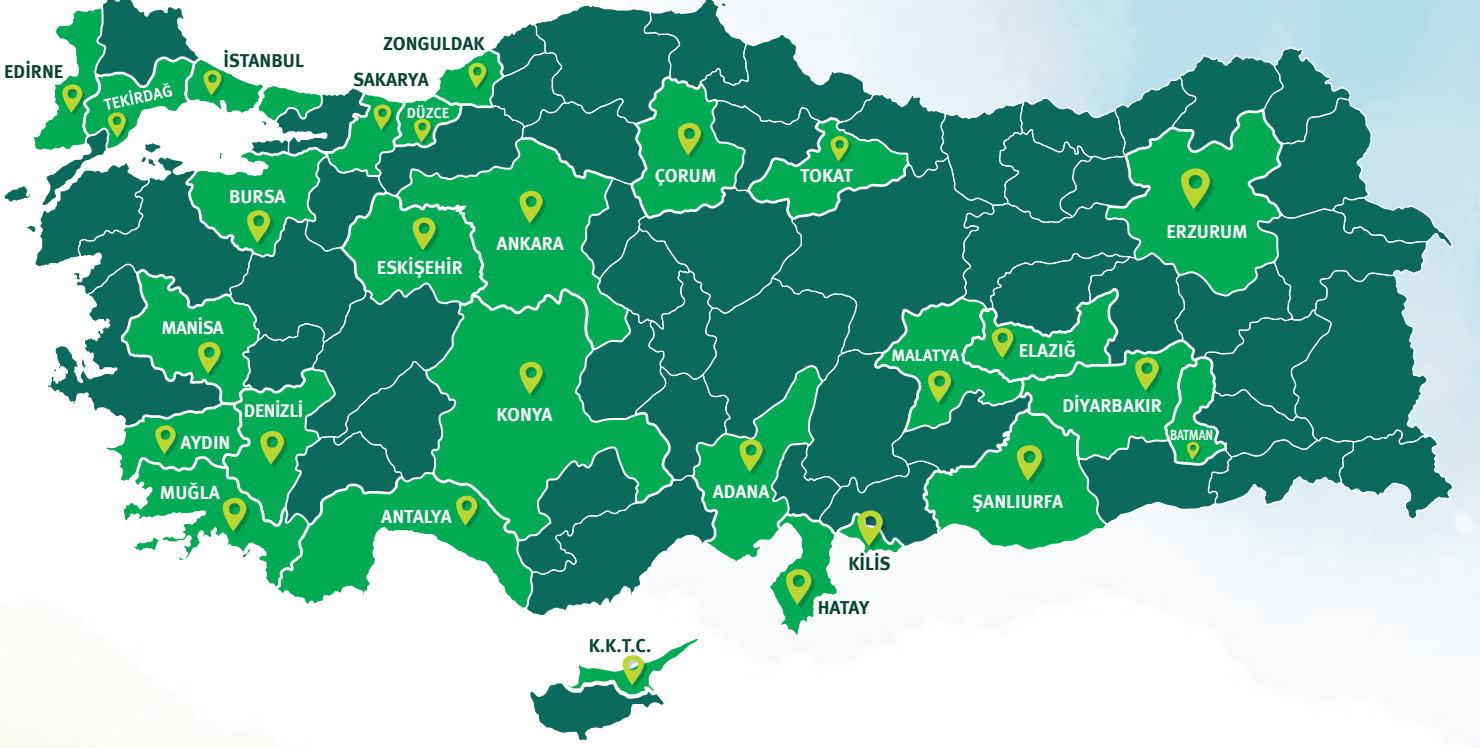 ZONGULDAK
İSTANBUL
EDİRNE
SAKARYA
TEKİRDAĞ
DÜZCE
ÇORUM
TOKAT
BURSA
ERZURUM
ANKARA
ESKİŞEHİR
MANİSA
ELAZIĞ
MALATYA
DİYARBAKIR
DENİZLİ
KONYA
BATMAN
AYDIN
MUĞLA
ADANA
ŞANLIURFA
ANTALYA
KİLİS
HATAY
K.K.T.C.